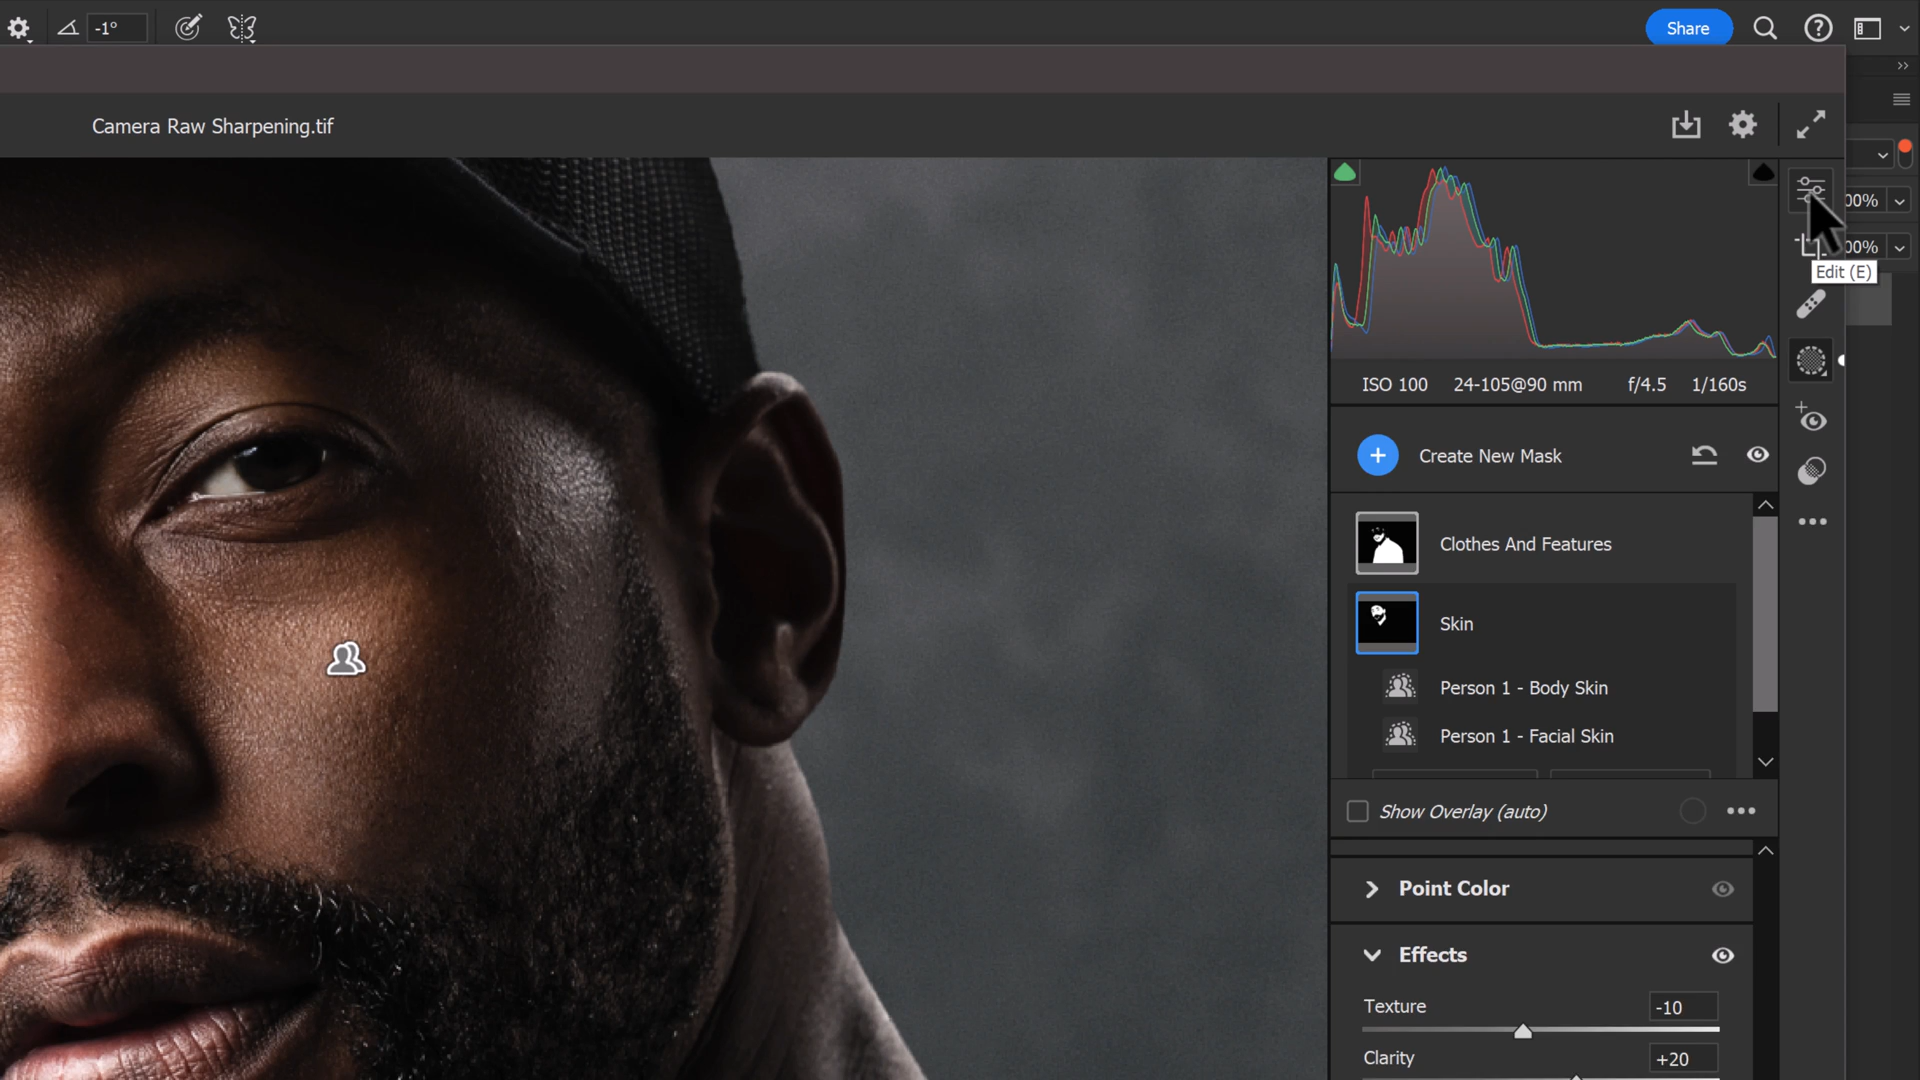 -1°
Share
Camera Raw Sharpening.tif
00%
00%
Edit (E)
ISO 100 24-105@90 mm f/4.5 1/160s
Create New Mask
Clothes And Features
Skin
Person 1 - Body Skin
Person 1 - Facial Skin
Show Overlay (auto)
Point Color
Effects
Texture -10
Clarity +20